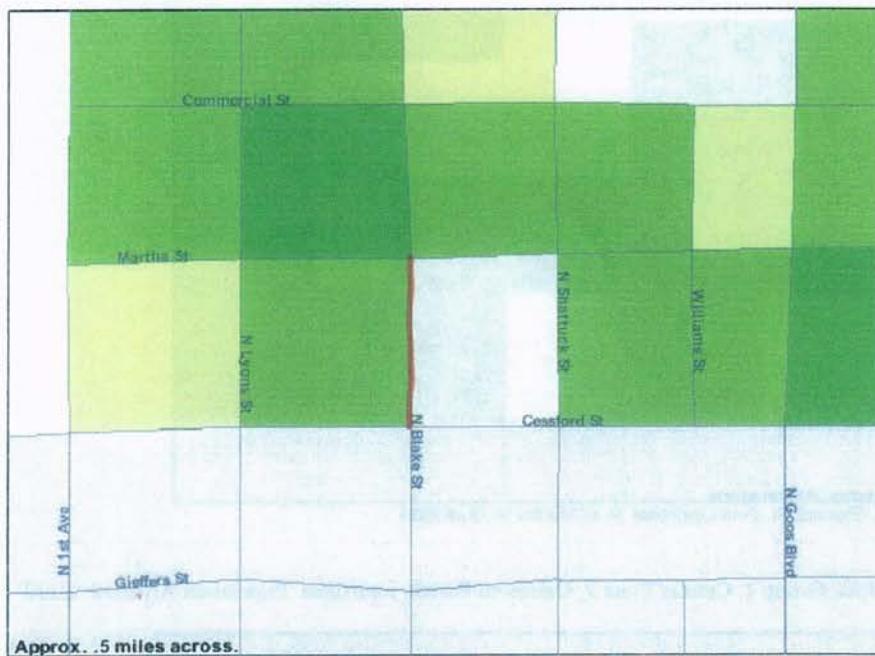 Commercial St
Martha St
N Lyons St
N Shattuck St
Williams St
Cessford St
N Blake St
N 1st Ave
N Goos Blvd
Gieffers St
Approx. .5 miles across.